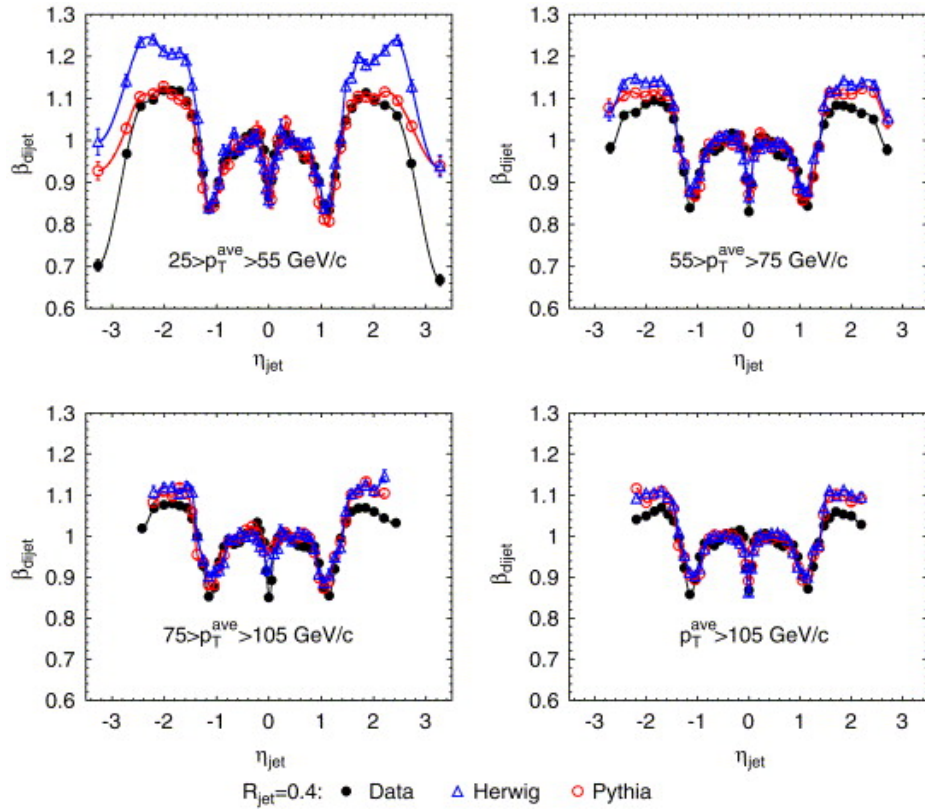 1.3
1.2
1.1
1
0.9
0.8
0.7
0.6
β_dijet
25>p_T^ave>55 GeV/c
-3 -2 -1 0 1 2 3
η_jet
1.3
1.2
1.1
1
0.9
0.8
0.7
0.6
β_dijet
55>p_T^ave>75 GeV/c
-3 -2 -1 0 1 2 3
η_jet
1.3
1.2
1.1
1
0.9
0.8
0.7
0.6
β_dijet
75>p_T^ave>105 GeV/c
-3 -2 -1 0 1 2 3
η_jet
1.3
1.2
1.1
1
0.9
0.8
0.7
0.6
β_dijet
p_T^ave>105 GeV/c
-3 -2 -1 0 1 2 3
η_jet
R_jet=0.4: Data Herwig Pythia